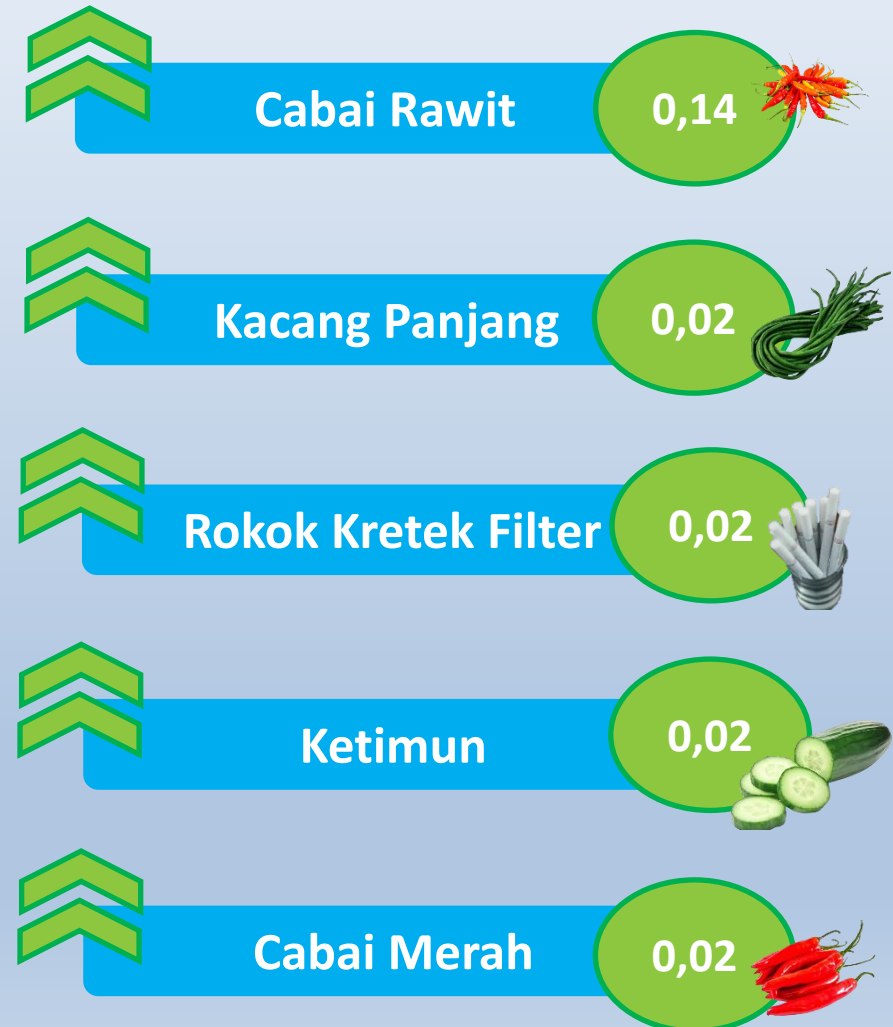 Cabai Rawit 0,14
Kacang Panjang 0,02
Rokok Kretek Filter 0,02
Ketimun 0,02
Cabai Merah 0,02